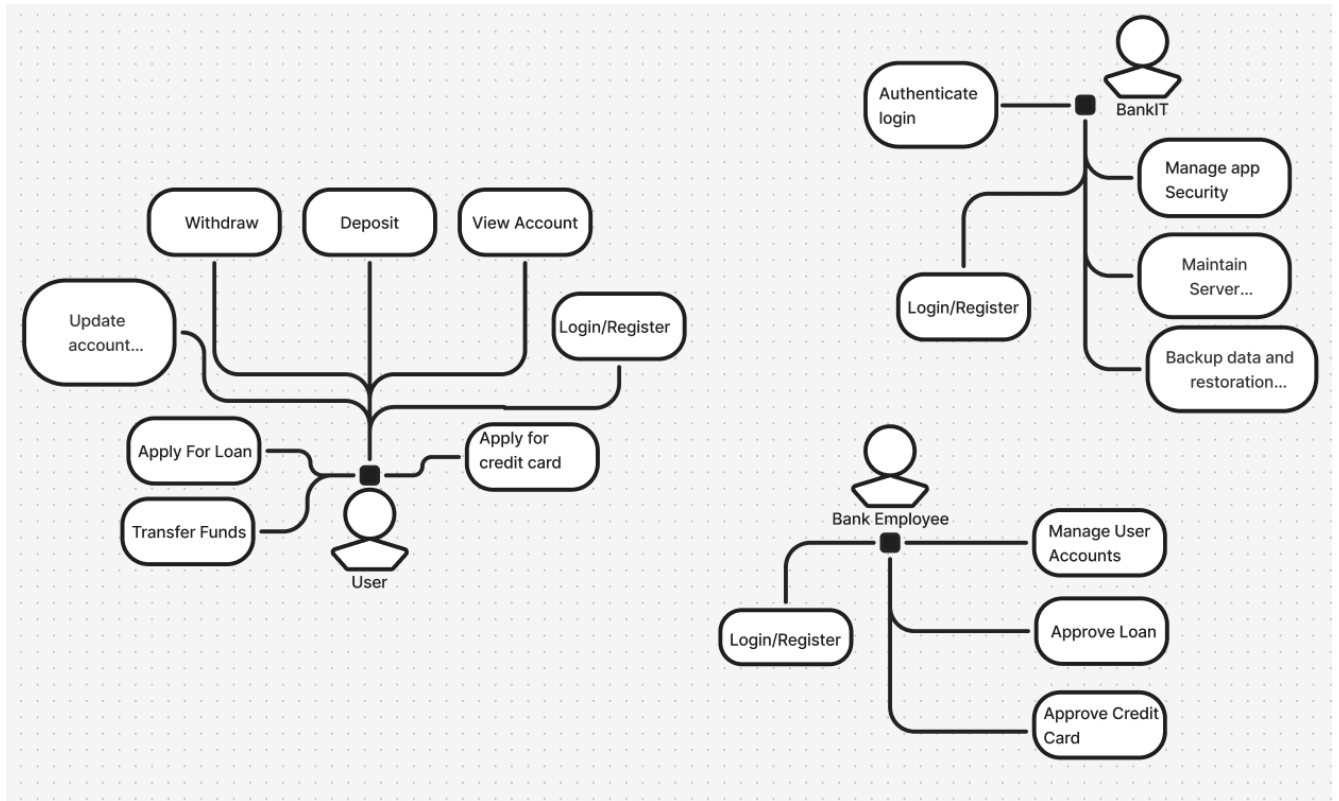 Authenticate
login
BankIT
Manage app
Security
Withdraw
Deposit
View Account
Maintain
Server...
Login/Register
Update
account...
Login/Register
Backup data and
restoration...
Apply For Loan
Apply for
credit card
Transfer Funds
User
Bank Employee
Manage User
Accounts
Login/Register
Approve Loan
Approve Credit
Card